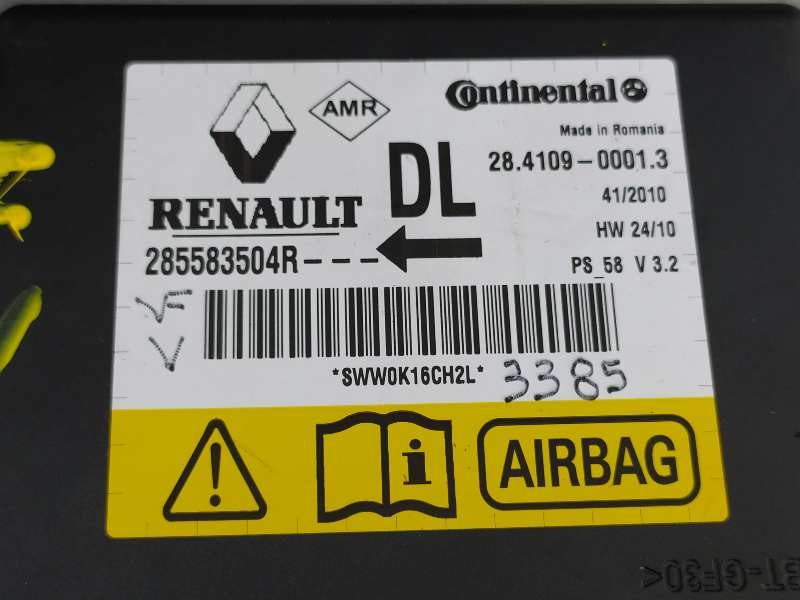 AMR
Continental
Made in Romania
DL
28.4109-0001.3
41/2010
RENAULT
HW 24/10
285583504R---
PS_58 V 3.2
*SWW0K16CH2L*
3385
i
AIRBAG